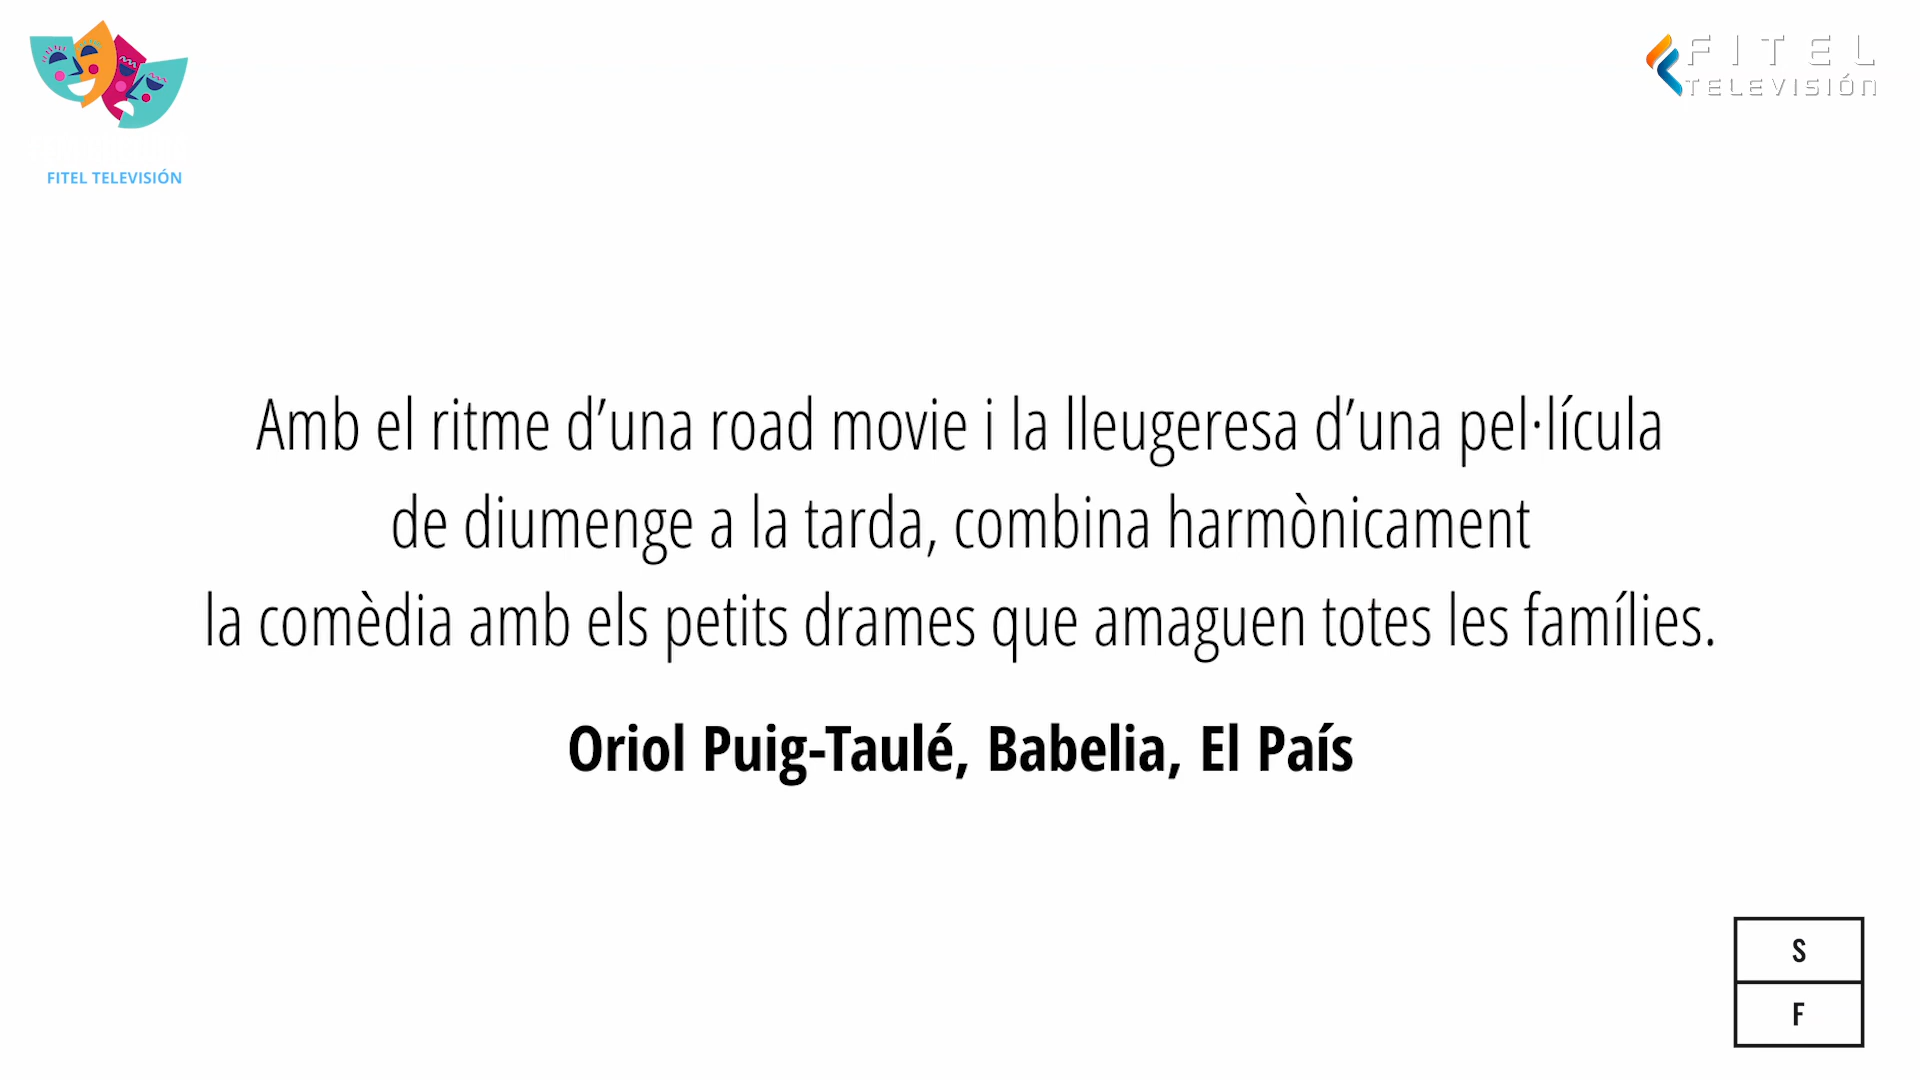 FITEL
TELEVISIÓN
FITEL TELEVISIÓN
Amb el ritme d’una road movie i la lleugeresa d’una pel·lícula
de diumenge a la tarda, combina harmònicament
la comèdia amb els petits drames que amaguen totes les famílies.
Oriol Puig-Taulé, Babelia, El País
S
F